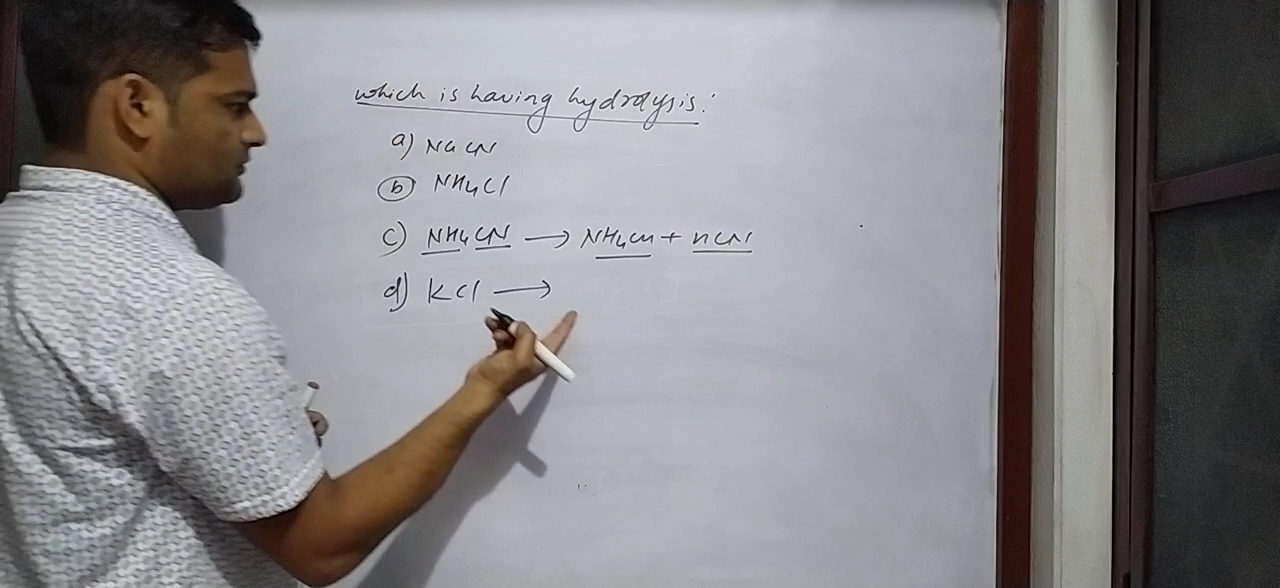 which is having hydrolysis:
a) NaCN
b) NH4Cl
c) NH4CN → NH4OH + HCN
d) KCl →